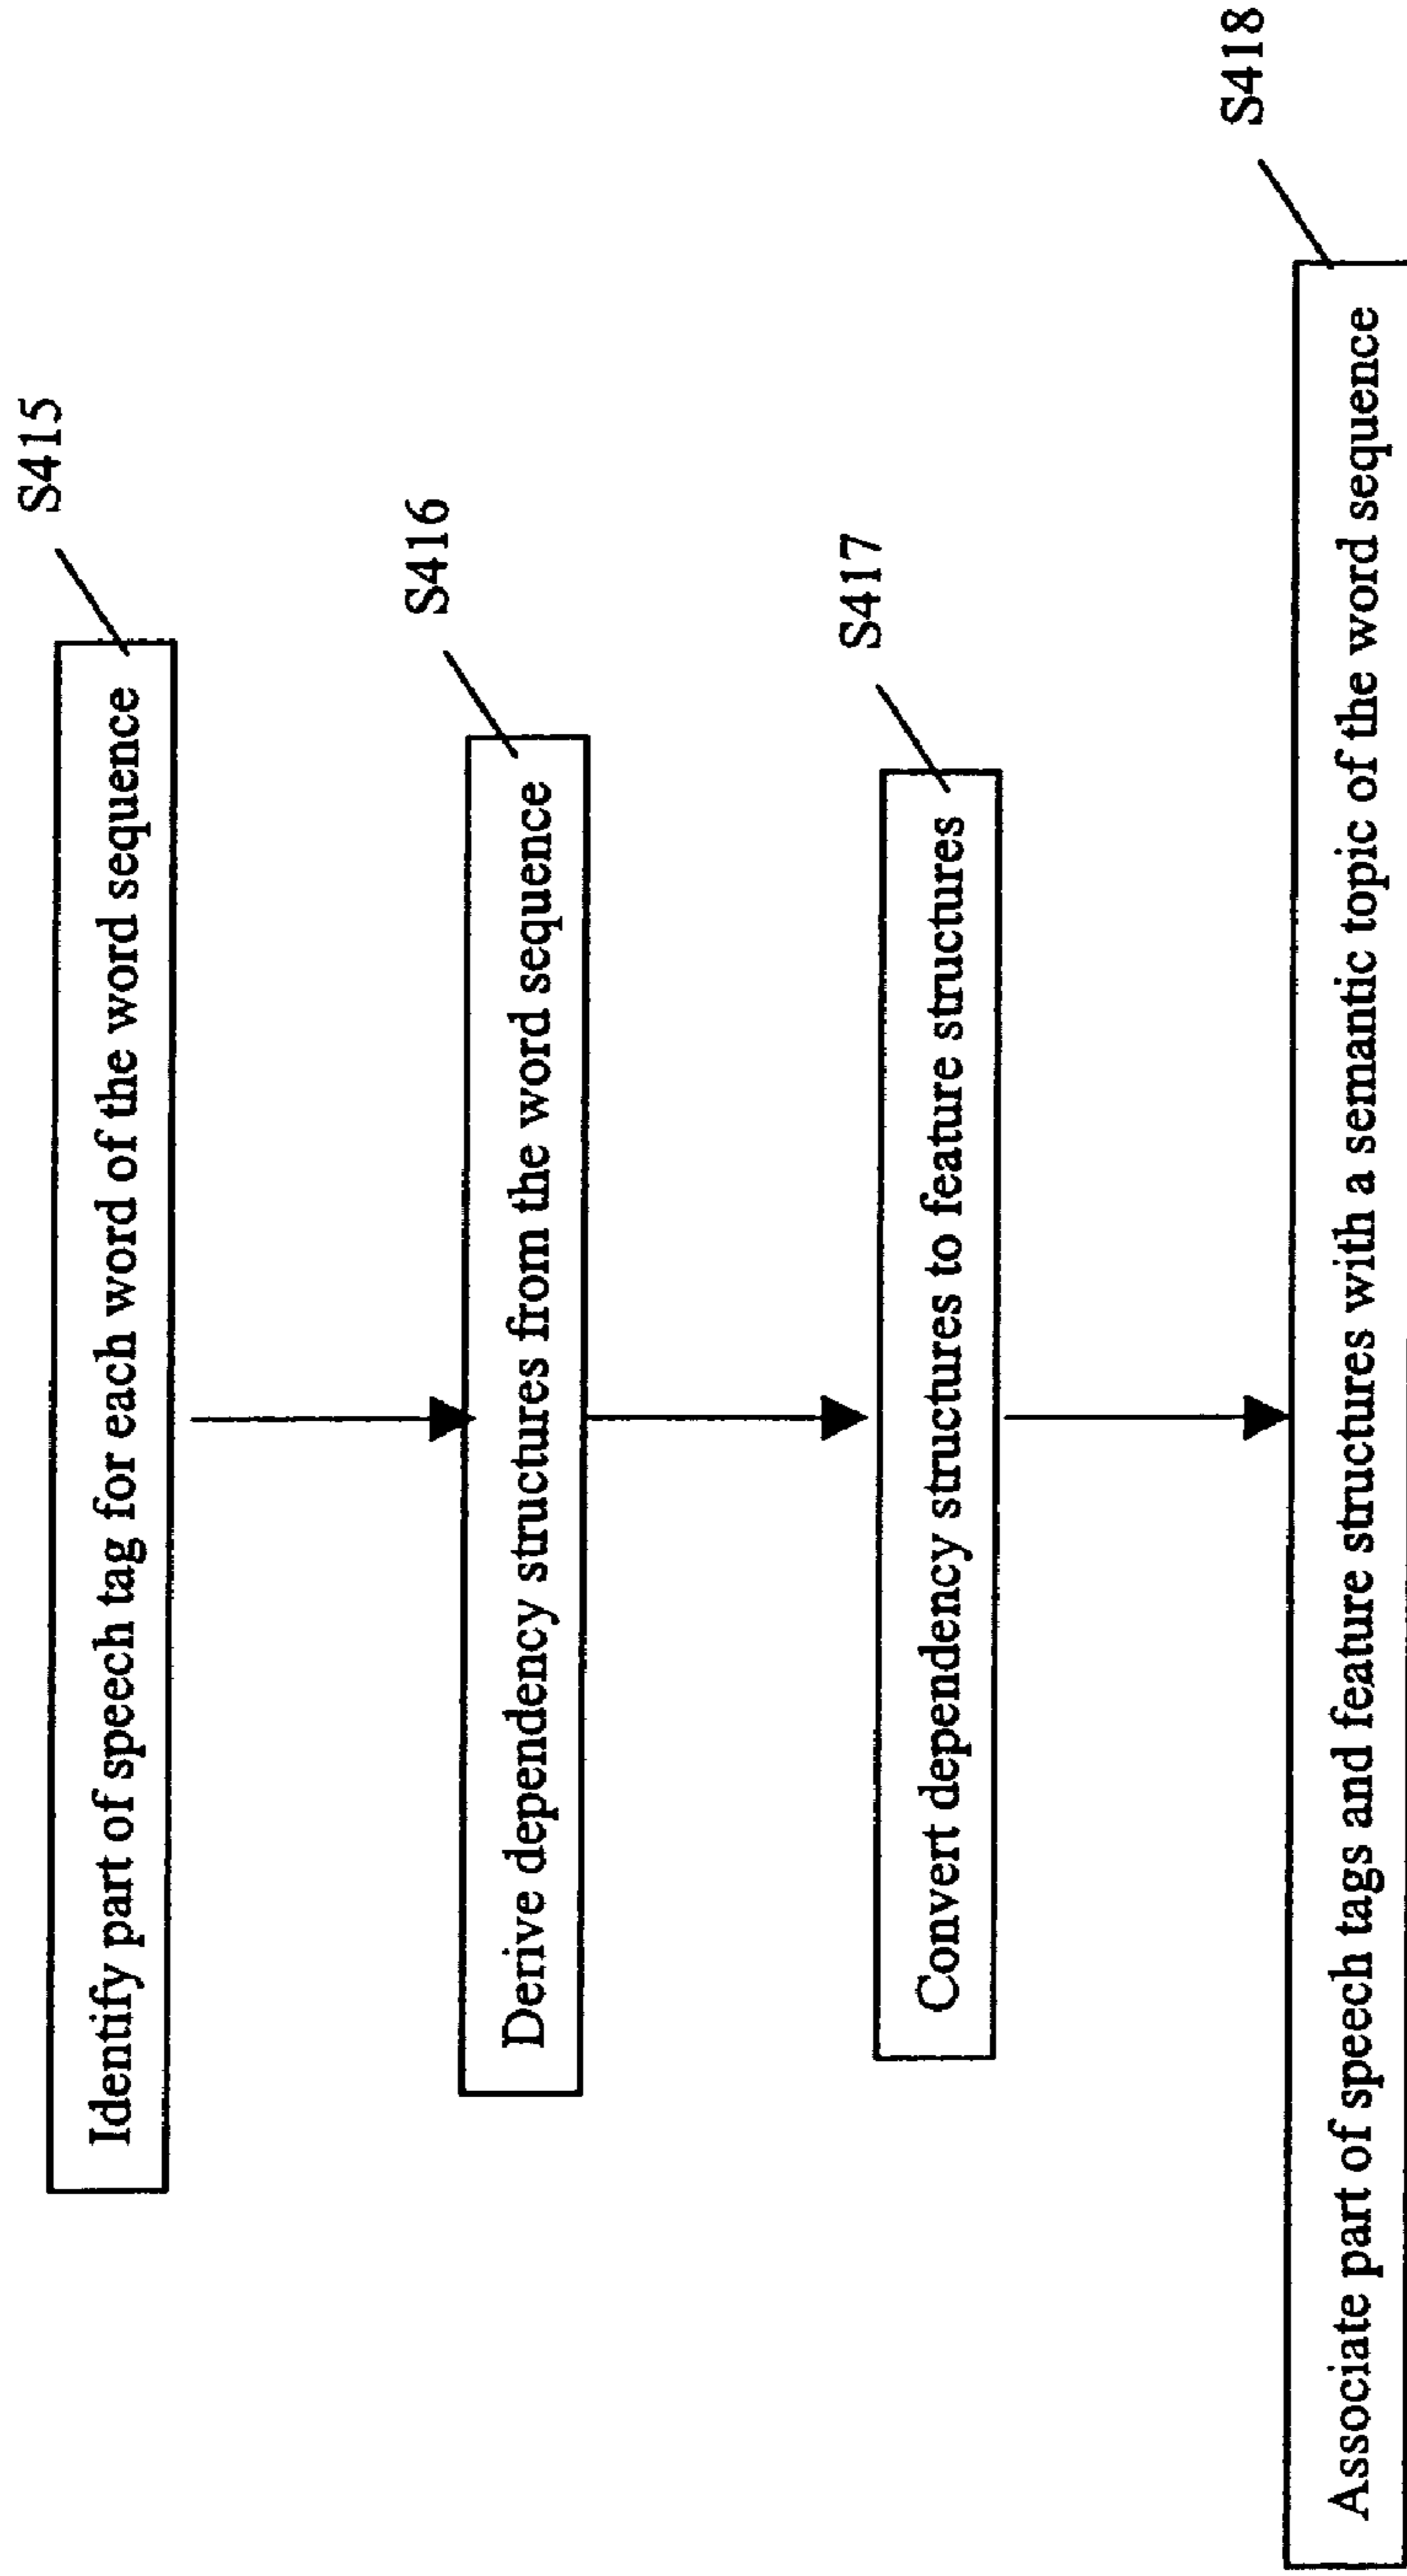 S415
Identify part of speech tag for each word of the word sequence
S416
Derive dependency structures from the word sequence
S417
Convert dependency structures to feature structures
S418
Associate part of speech tags and feature structures with a semantic topic of the word sequence